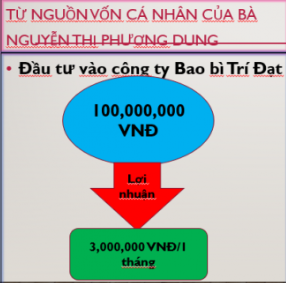 TỪ NGUỒN VỐN CÁ NHÂN CỦA BÀ
NGUYỄN THỊ PHƯƠNG DUNG
• Đầu tư vào công ty Bao bì Trí Đạt
100,000,000
VNĐ
Lợi
nhuận
3,000,000 VNĐ/1
tháng